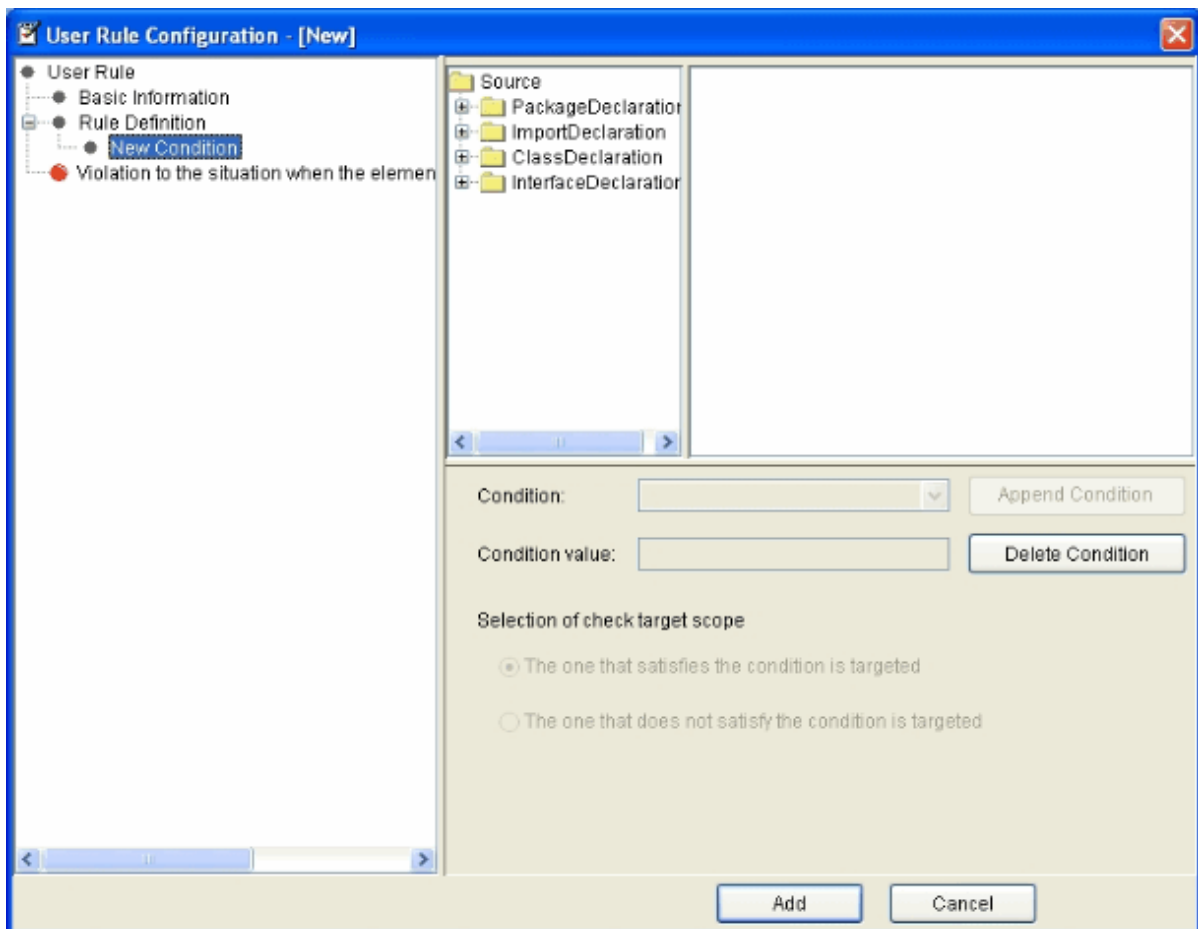 User Rule Configuration - [New]
User Rule
Basic Information
Rule Definition
New Condition
Violation to the situation when the elemen
Source
PackageDeclaration
ImportDeclaration
ClassDeclaration
InterfaceDeclaration
Condition:
Append Condition
Condition value:
Delete Condition
Selection of check target scope
The one that satisfies the condition is targeted
The one that does not satisfy the condition is targeted
Add
Cancel